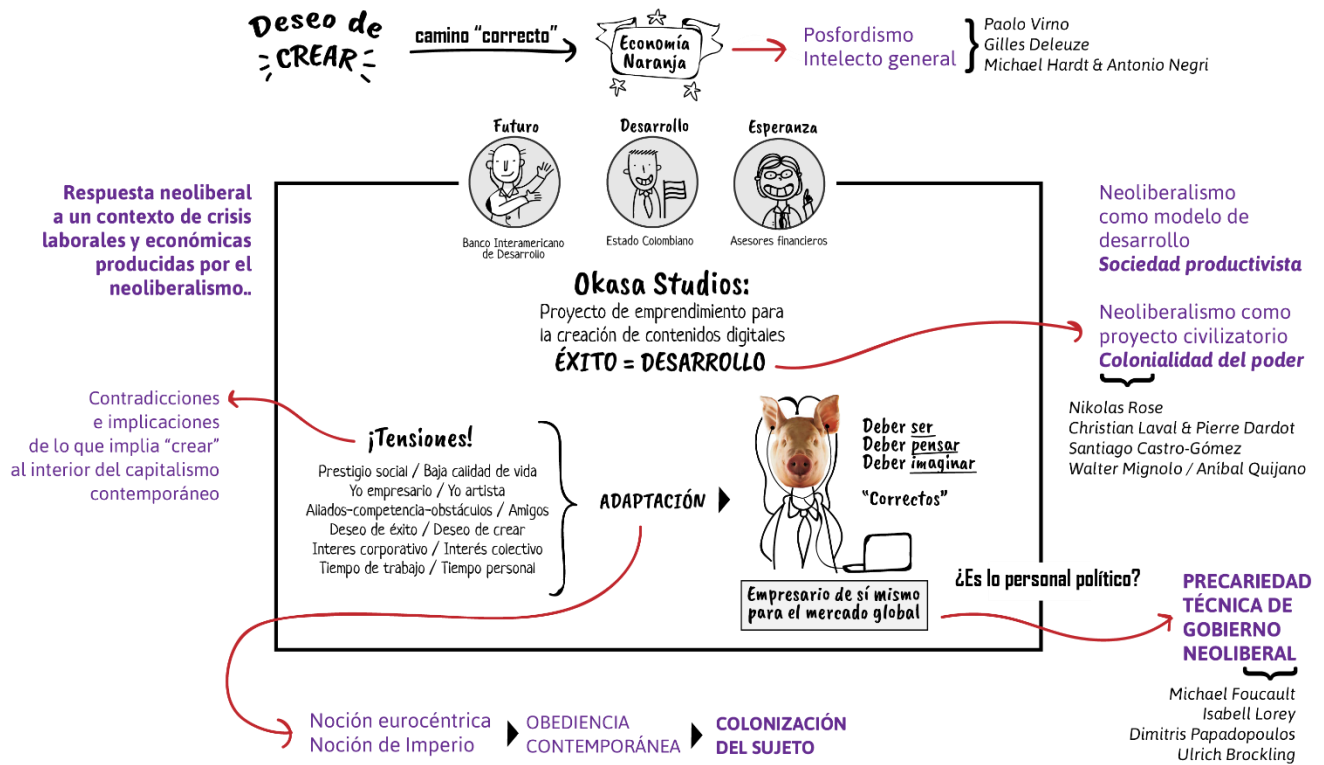 Deseo de
CREAR
camino "correcto"
Economía
Naranja
Posfordismo
Intelecto general
Paolo Virno
Gilles Deleuze
Michael Hardt & Antonio Negri
Futuro
Desarrollo
Esperanza
Banco Interamericano
de Desarrollo
Estado Colombiano
Asesores financieros
Respuesta neoliberal
a un contexto de crisis
laborales y económicas
producidas por el
neoliberalismo..
Okasa Studios:
Proyecto de emprendimiento para
la creación de contenidos digitales
ÉXITO = DESARROLLO
Neoliberalismo
como modelo de
desarrollo
Sociedad productivista
Neoliberalismo como
proyecto civilizatorio
Colonialidad del poder
Nikolas Rose
Christian Laval & Pierre Dardot
Santiago Castro-Gómez
Walter Mignolo / Aníbal Quijano
Contradicciones
e implicaciones
de lo que implia "crear"
al interior del capitalismo
contemporáneo
¡Tensiones!
Prestigio social / Baja calidad de vida
Yo empresario / Yo artista
Aliados-competencia-obstáculos / Amigos
Deseo de éxito / Deseo de crear
Interes corporativo / Interés colectivo
Tiempo de trabajo / Tiempo personal
ADAPTACIÓN
Deber ser
Deber pensar
Deber imaginar
"Correctos"
Empresario de sí mismo
para el mercado global
¿Es lo personal político?
PRECARIEDAD
TÉCNICA DE
GOBIERNO
NEOLIBERAL
Michael Foucault
Isabell Lorey
Dimitris Papadopoulos
Ulrich Brockling
Noción eurocéntrica
Noción de Imperio
OBEDIENCIA
CONTEMPORÁNEA
COLONIZACIÓN
DEL SUJETO